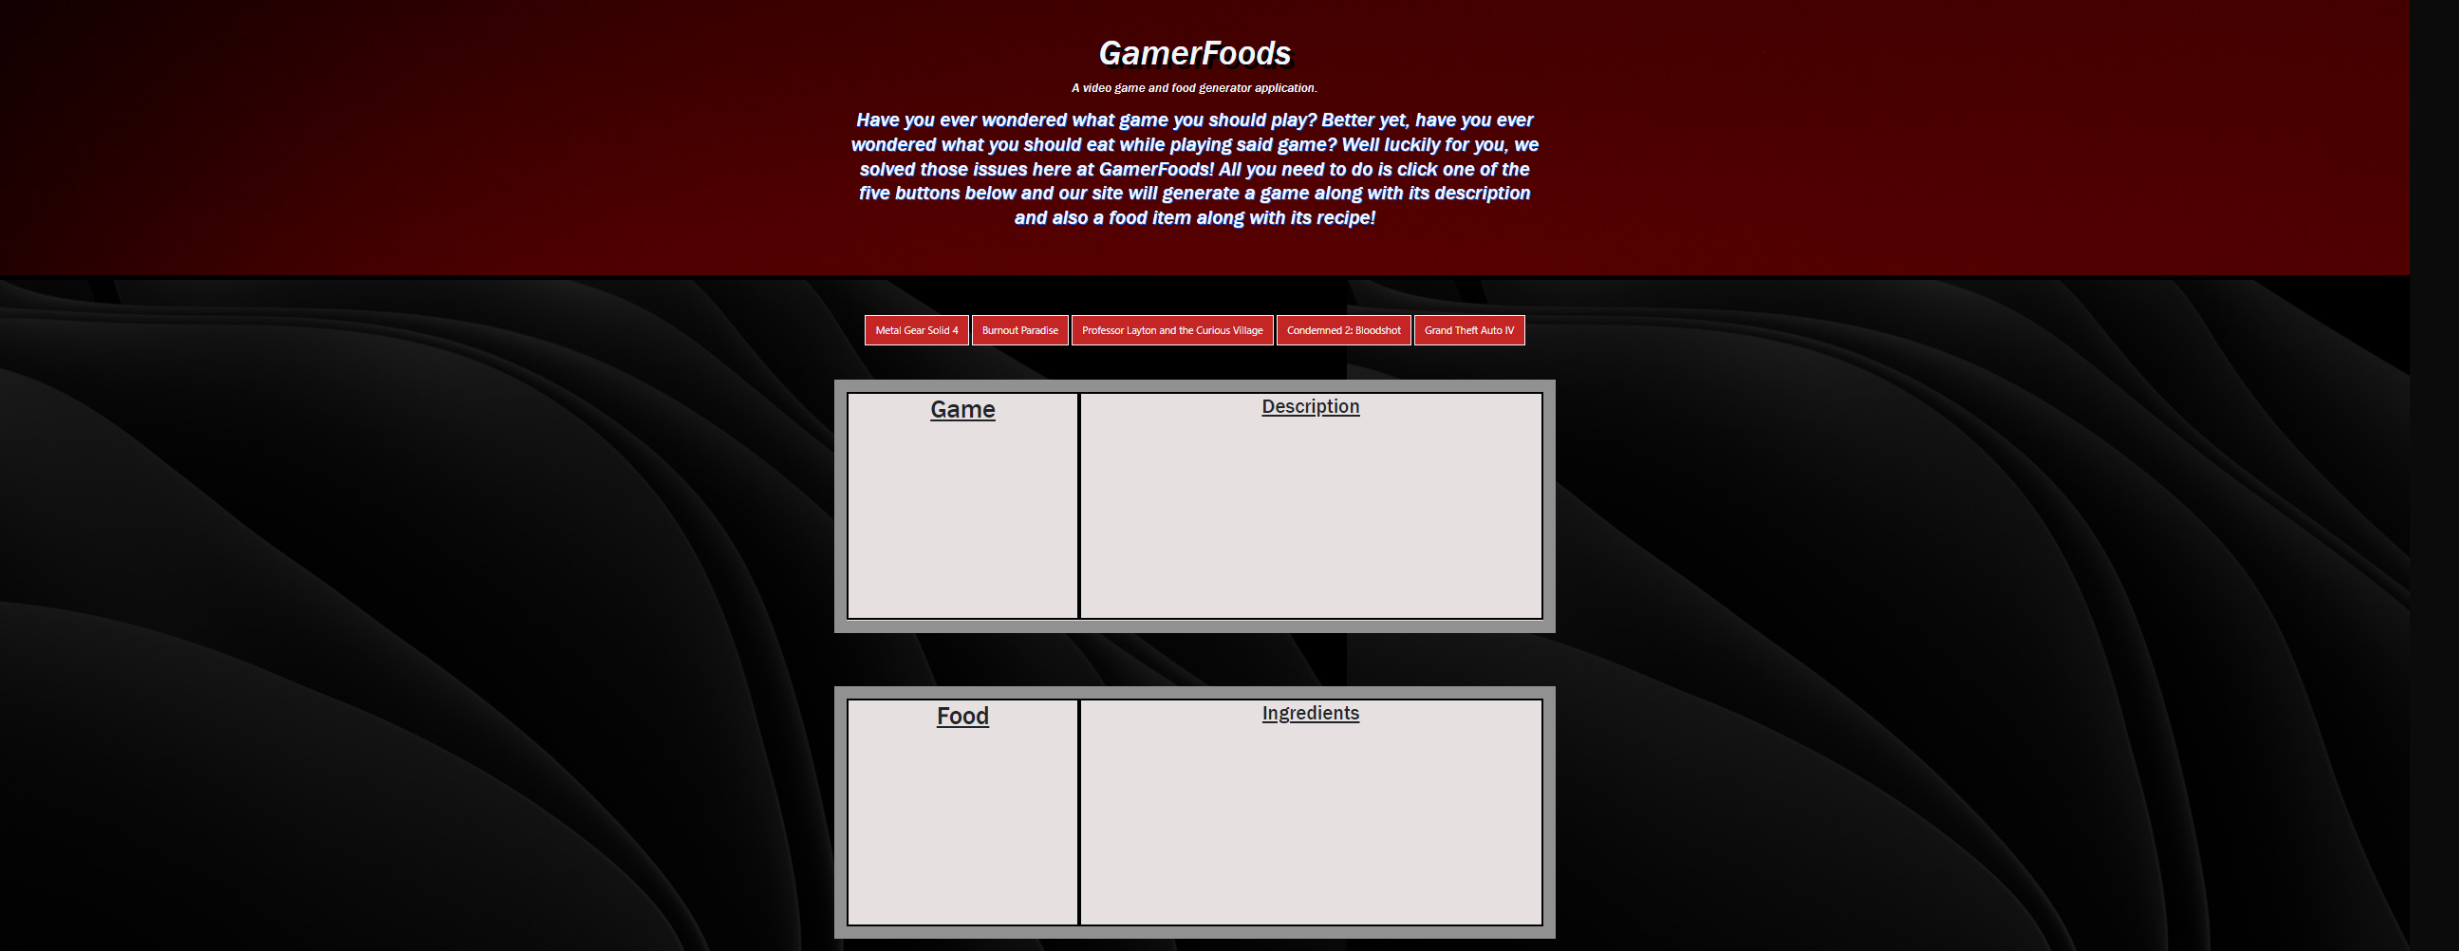 GamerFoods
A video game and food generator application.
Have you ever wondered what game you should play? Better yet, have you ever
wondered what you should eat while playing said game? Well luckily for you, we
solved those issues here at GamerFoods! All you need to do is click one of the
five buttons below and our site will generate a game along with its description
and also a food item along with its recipe!
Metal Gear Solid 4
Burnout Paradise
Professor Layton and the Curious Village
Condemned 2: Bloodshot
Grand Theft Auto IV
Game
Description
Food
Ingredients